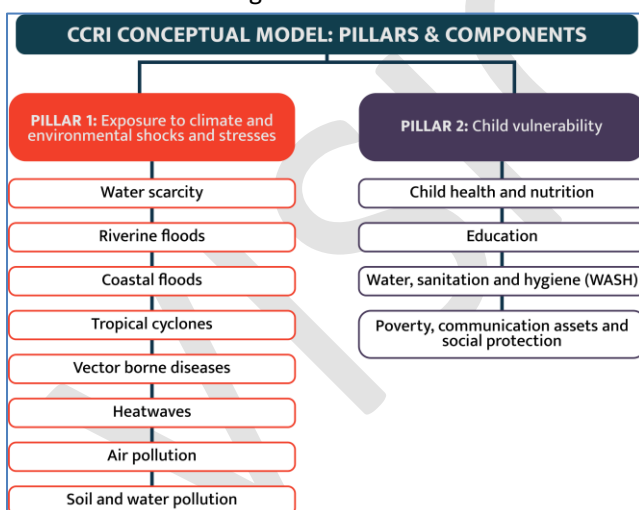 CCRI CONCEPTUAL MODEL: PILLARS & COMPONENTS
PILLAR 1: Exposure to climate and
environmental shocks and stresses
Water scarcity
Riverine floods
Coastal floods
Tropical cyclones
Vector borne diseases
Heatwaves
Air pollution
Soil and water pollution
PILLAR 2: Child vulnerability
Child health and nutrition
Education
Water, sanitation and hygiene (WASH)
Poverty, communication assets and
social protection